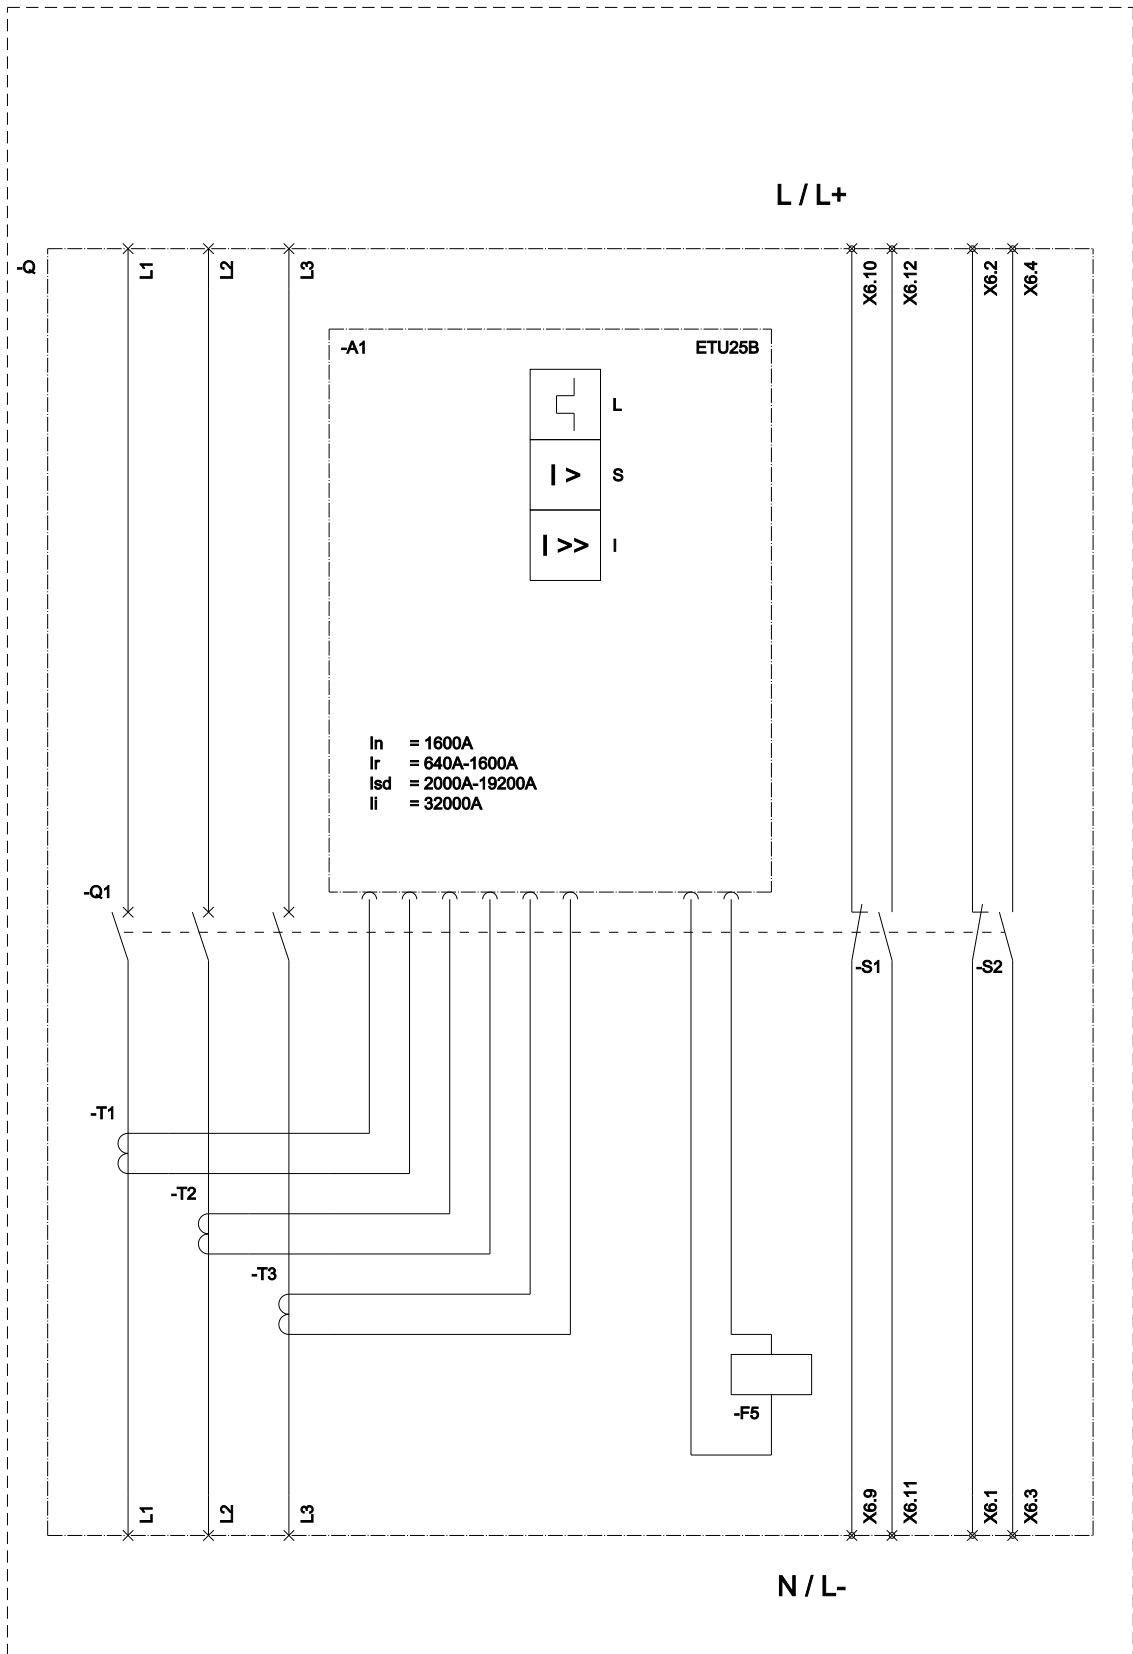 L / L+
-Q
L1
L2
L3
X6.10
X6.12
X6.2
X6.4
-A1
ETU25B
L
I >
S
I >>
I
In = 1600A
Ir = 640A-1600A
Isd = 2000A-19200A
Ii = 32000A
-Q1
-S1
-S2
-T1
-T2
-T3
-F5
L1
L2
L3
X6.9
X6.11
X6.1
X6.3
N / L-